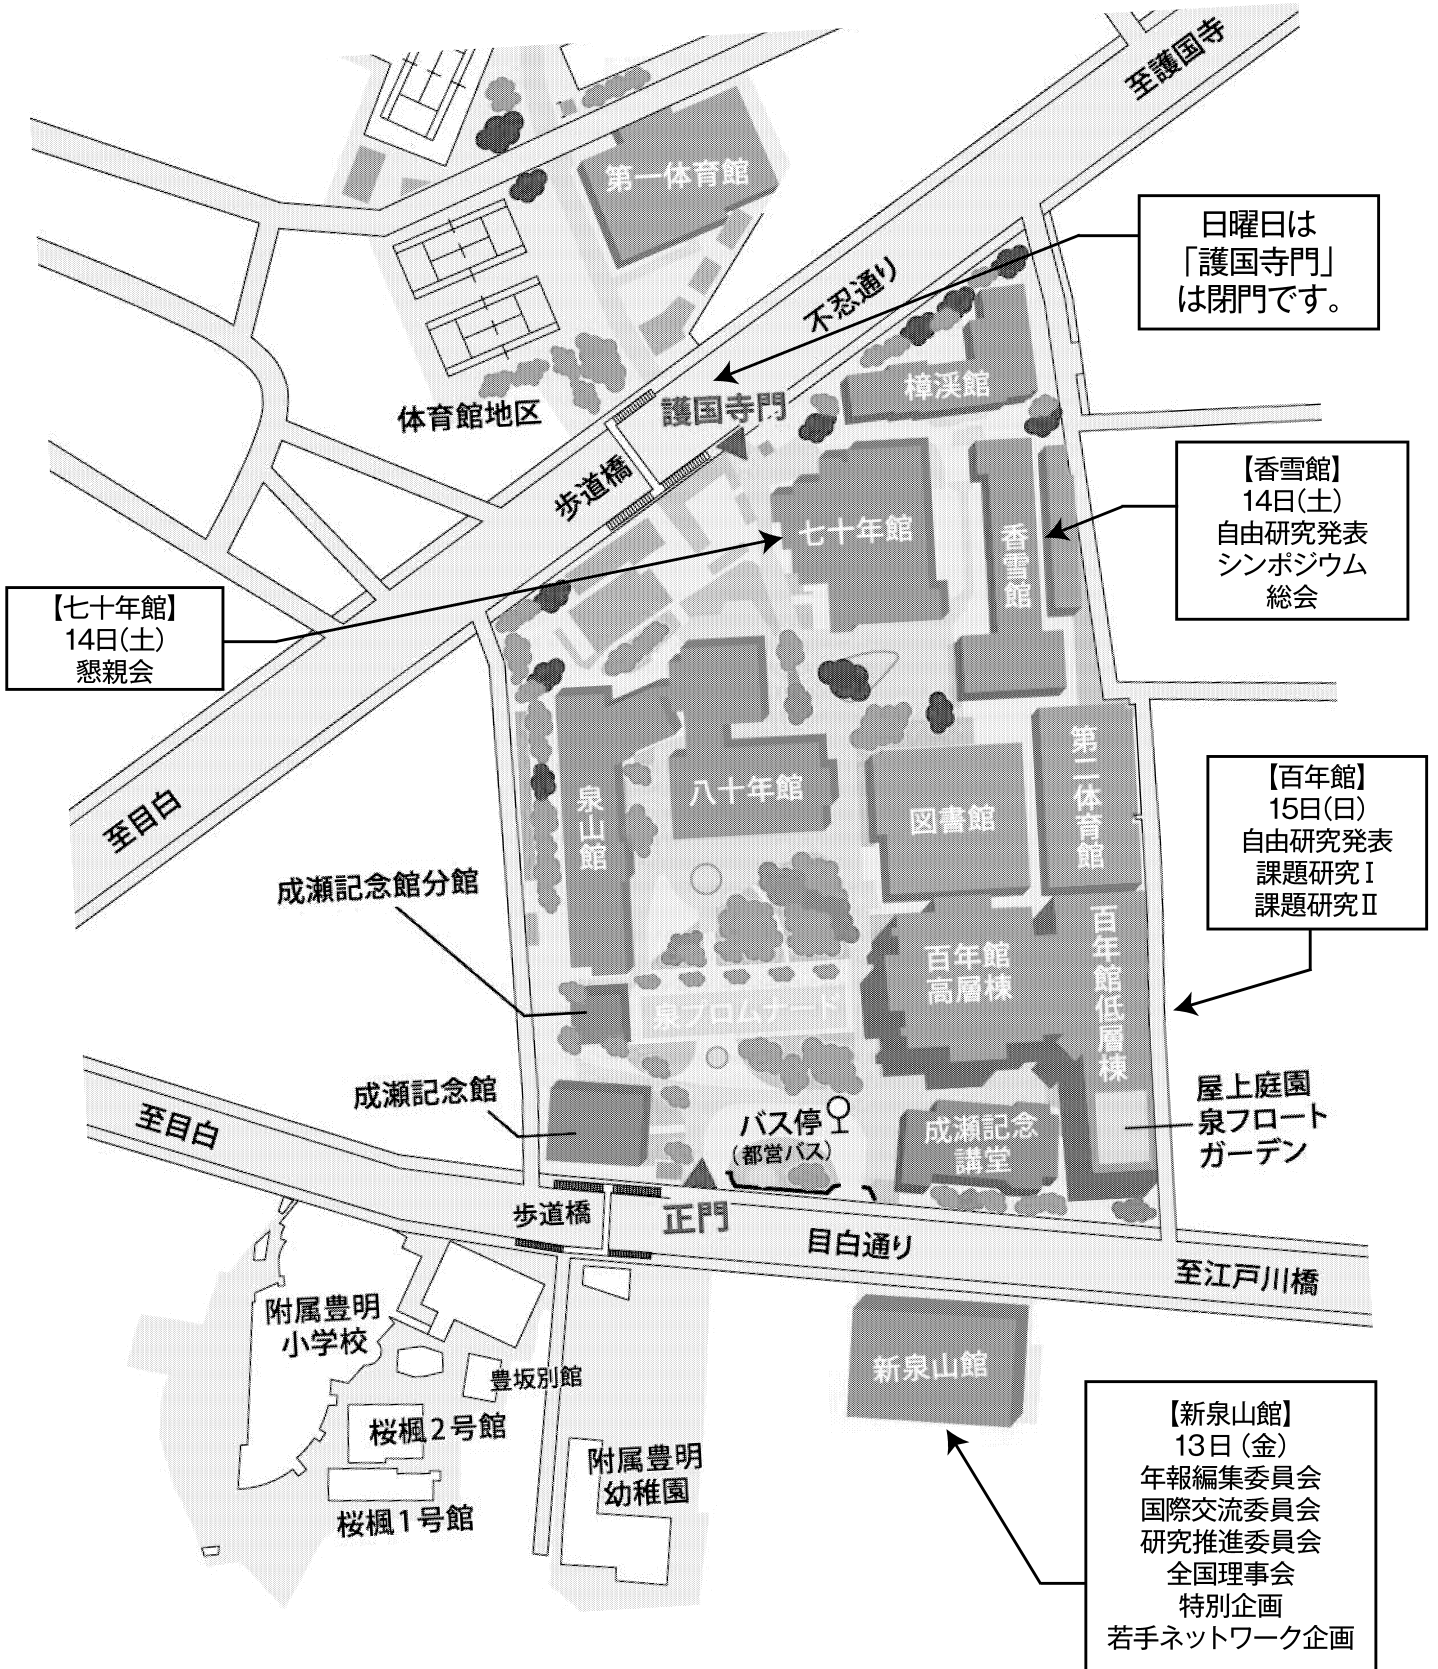 至護国寺
第一体育館
日曜日は
「護国寺門」
は閉門です。
不忍通り
樟渓館
体育館地区
護国寺門
歩道橋
七十年館
香雪館
【香雪館】
14日(土)
自由研究発表
シンポジウム
総会
【七十年館】
14日(土)
懇親会
第二体育館
八十年館
泉山館
図書館
至目白
【百年館】
15日(日)
自由研究発表
課題研究Ⅰ
課題研究Ⅱ
成瀬記念館分館
百年館
高層棟
百年館低層棟
泉プロムナード
成瀬記念館
屋上庭園
泉フロート
ガーデン
バス停
(都営バス)
成瀬記念
講堂
至目白
歩道橋
正門
目白通り
至江戸川橋
附属豊明
小学校
新泉山館
豊坂別館
桜楓2号館
附属豊明
幼稚園
桜楓1号館
【新泉山館】
13日(金)
年報編集委員会
国際交流委員会
研究推進委員会
全国理事会
特別企画
若手ネットワーク企画